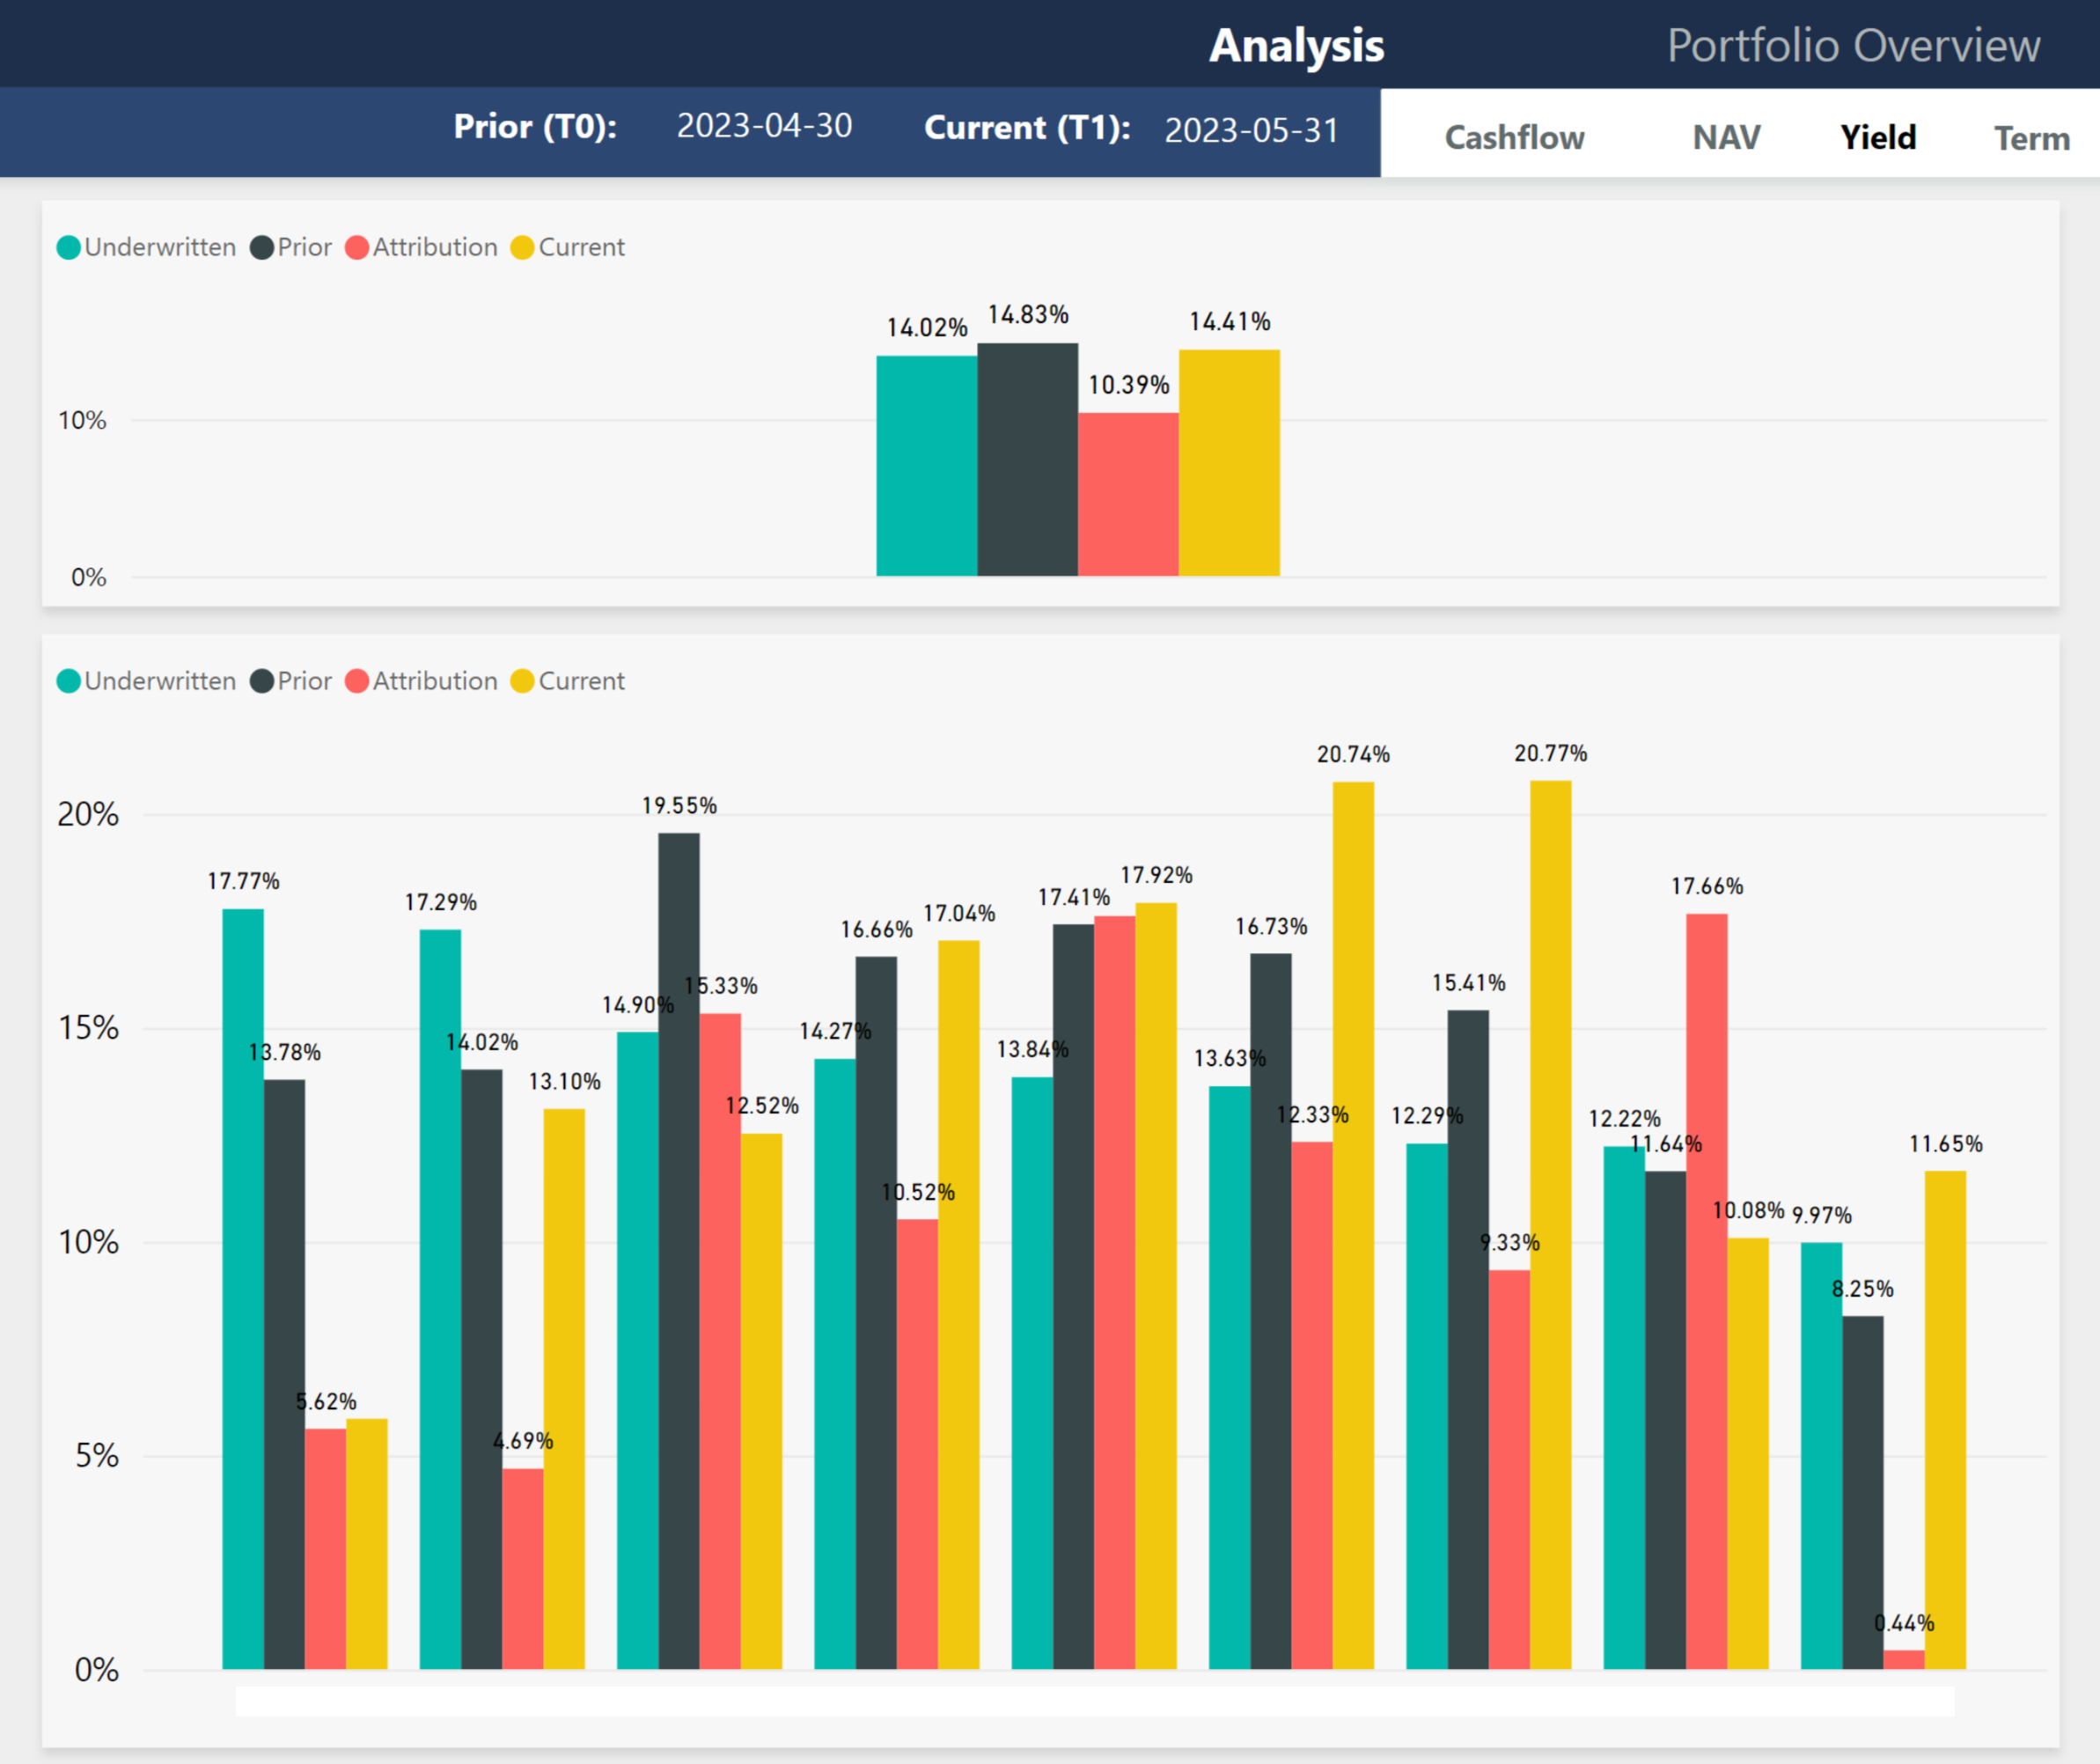 Analysis Portfolio Overview
Prior (T0): 2023-04-30 Current (T1): 2023-05-31 Cashflow NAV Yield Term
Underwritten Prior Attribution Current
14.02% 14.83% 10.39% 14.41%
10%
0%
Underwritten Prior Attribution Current
20%
15%
10%
5%
0%
17.77% 13.78% 5.62%
17.29% 14.02% 4.69% 13.10%
14.90% 19.55% 15.33% 12.52%
14.27% 16.66% 10.52% 17.04%
13.84% 17.41% 17.92%
13.63% 16.73% 12.33% 20.74%
12.29% 15.41% 9.33% 20.77%
12.22% 11.64% 17.66% 10.08%
9.97% 8.25% 0.44% 11.65%